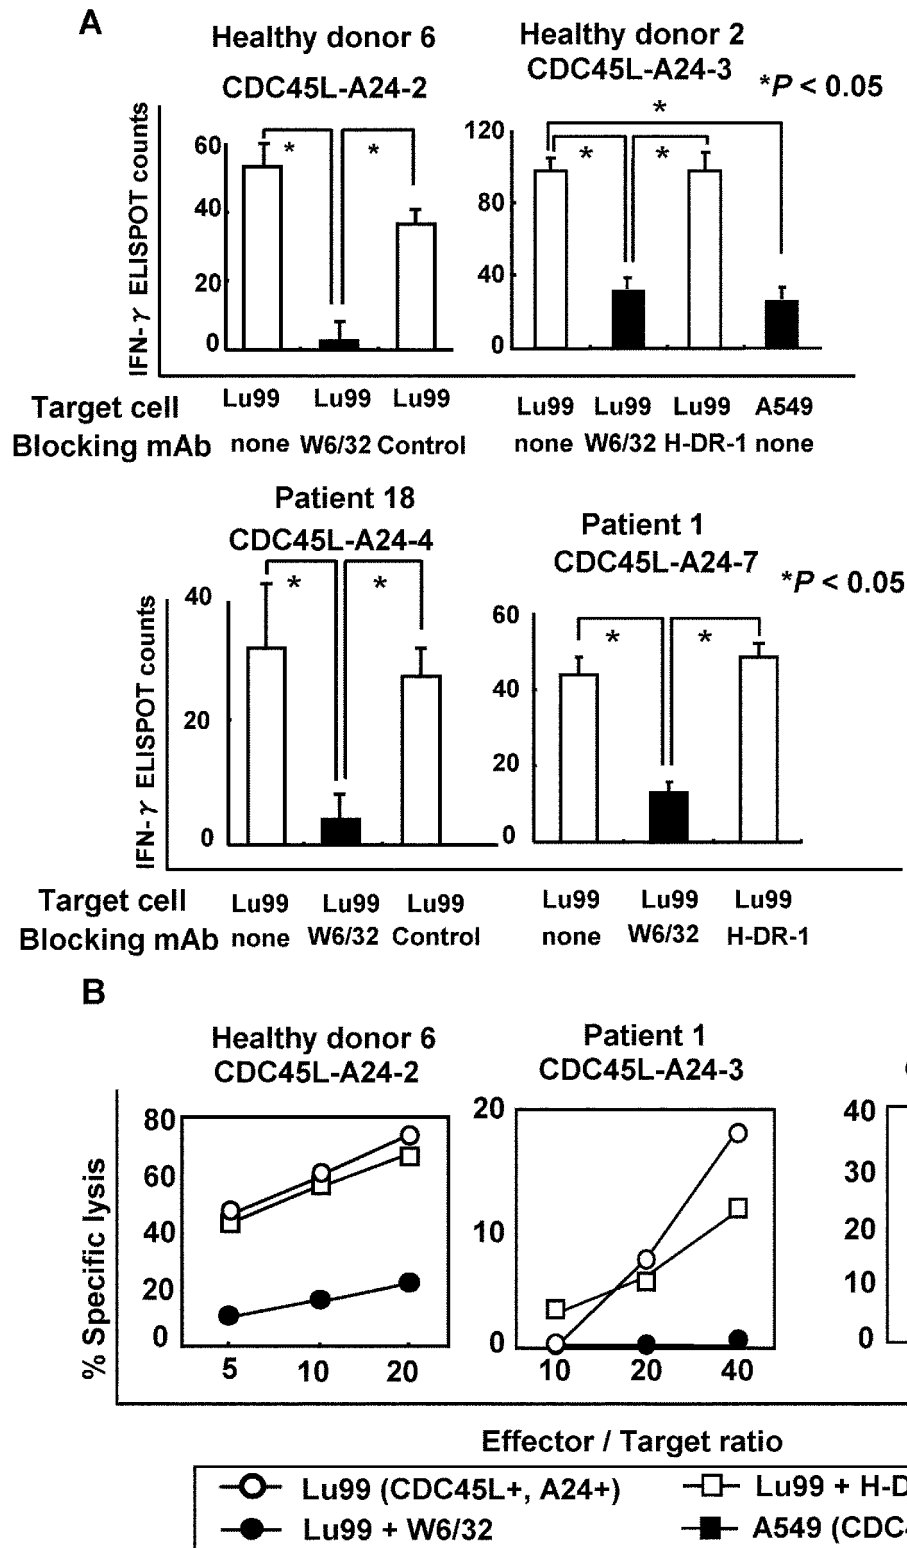 A
Healthy donor 6
CDC45L-A24-2
Healthy donor 2
CDC45L-A24-3
*P < 0.05
IFN-γ ELISPOT counts
60
40
20
0
* *
120
80
40
0
*
* *
Target cell Lu99 Lu99 Lu99 Lu99 Lu99 Lu99 A549
Blocking mAb none W6/32 Control none W6/32 H-DR-1 none
Patient 18
CDC45L-A24-4
Patient 1
CDC45L-A24-7
*P < 0.05
IFN-γ ELISPOT counts
40
20
0
* *
60
40
20
0
* *
Target cell Lu99 Lu99 Lu99 Lu99 Lu99 Lu99
Blocking mAb none W6/32 Control none W6/32 H-DR-1
B
Healthy donor 6
CDC45L-A24-2
Patient 1
CDC45L-A24-3
% Specific lysis
80
60
40
20
0
5 10 20
20
10
0
10 20 40
40
30
20
10
0
Effector / Target ratio
Lu99 (CDC45L+, A24+) Lu99 + H-D
Lu99 + W6/32 A549 (CDC4